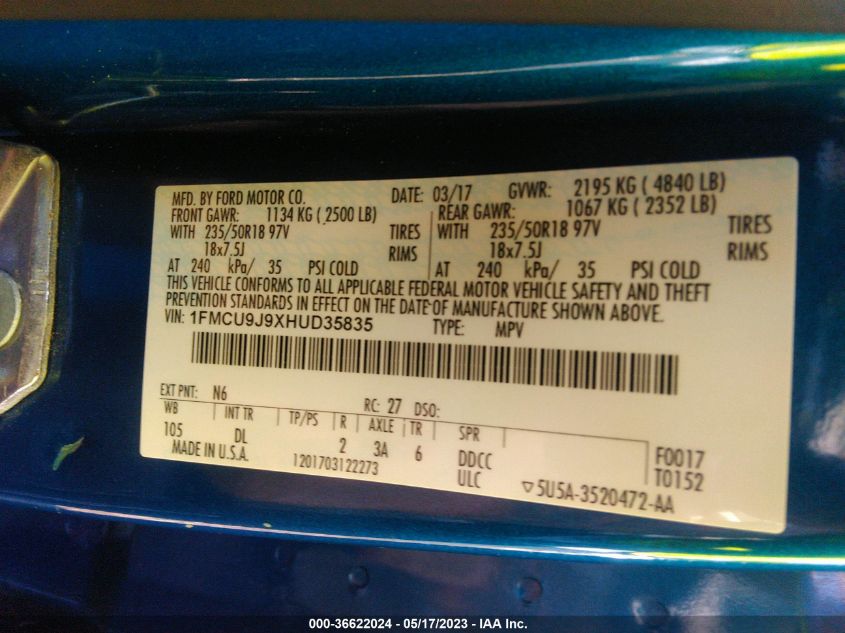 MFD. BY FORD MOTOR CO. DATE: 03/17 GVWR: 2195 KG ( 4840 LB)
FRONT GAWR: 1134 KG ( 2500 LB) REAR GAWR: 1067 KG ( 2352 LB)
WITH 235/50R18 97V TIRES WITH 235/50R18 97V TIRES
18x7.5J RIMS 18x7.5J RIMS
AT 240 kPa/ 35 PSI COLD AT 240 kPa/ 35 PSI COLD
THIS VEHICLE CONFORMS TO ALL APPLICABLE FEDERAL MOTOR VEHICLE SAFETY AND THEFT
PREVENTION STANDARDS IN EFFECT ON THE DATE OF MANUFACTURE SHOWN ABOVE.
VIN: 1FMCU9J9XHUD35835 TYPE: MPV
EXT PNT: N6 RC: 27 DSO:
WB INT TR TP/PS R AXLE TR SPR
105 DL 2 3A 6 DDCC F0017
MADE IN U.S.A. 1201703122273 ULC T0152
▽5U5A-3520472-AA
000-36622024 — 05/17/2023 — IAA Inc.